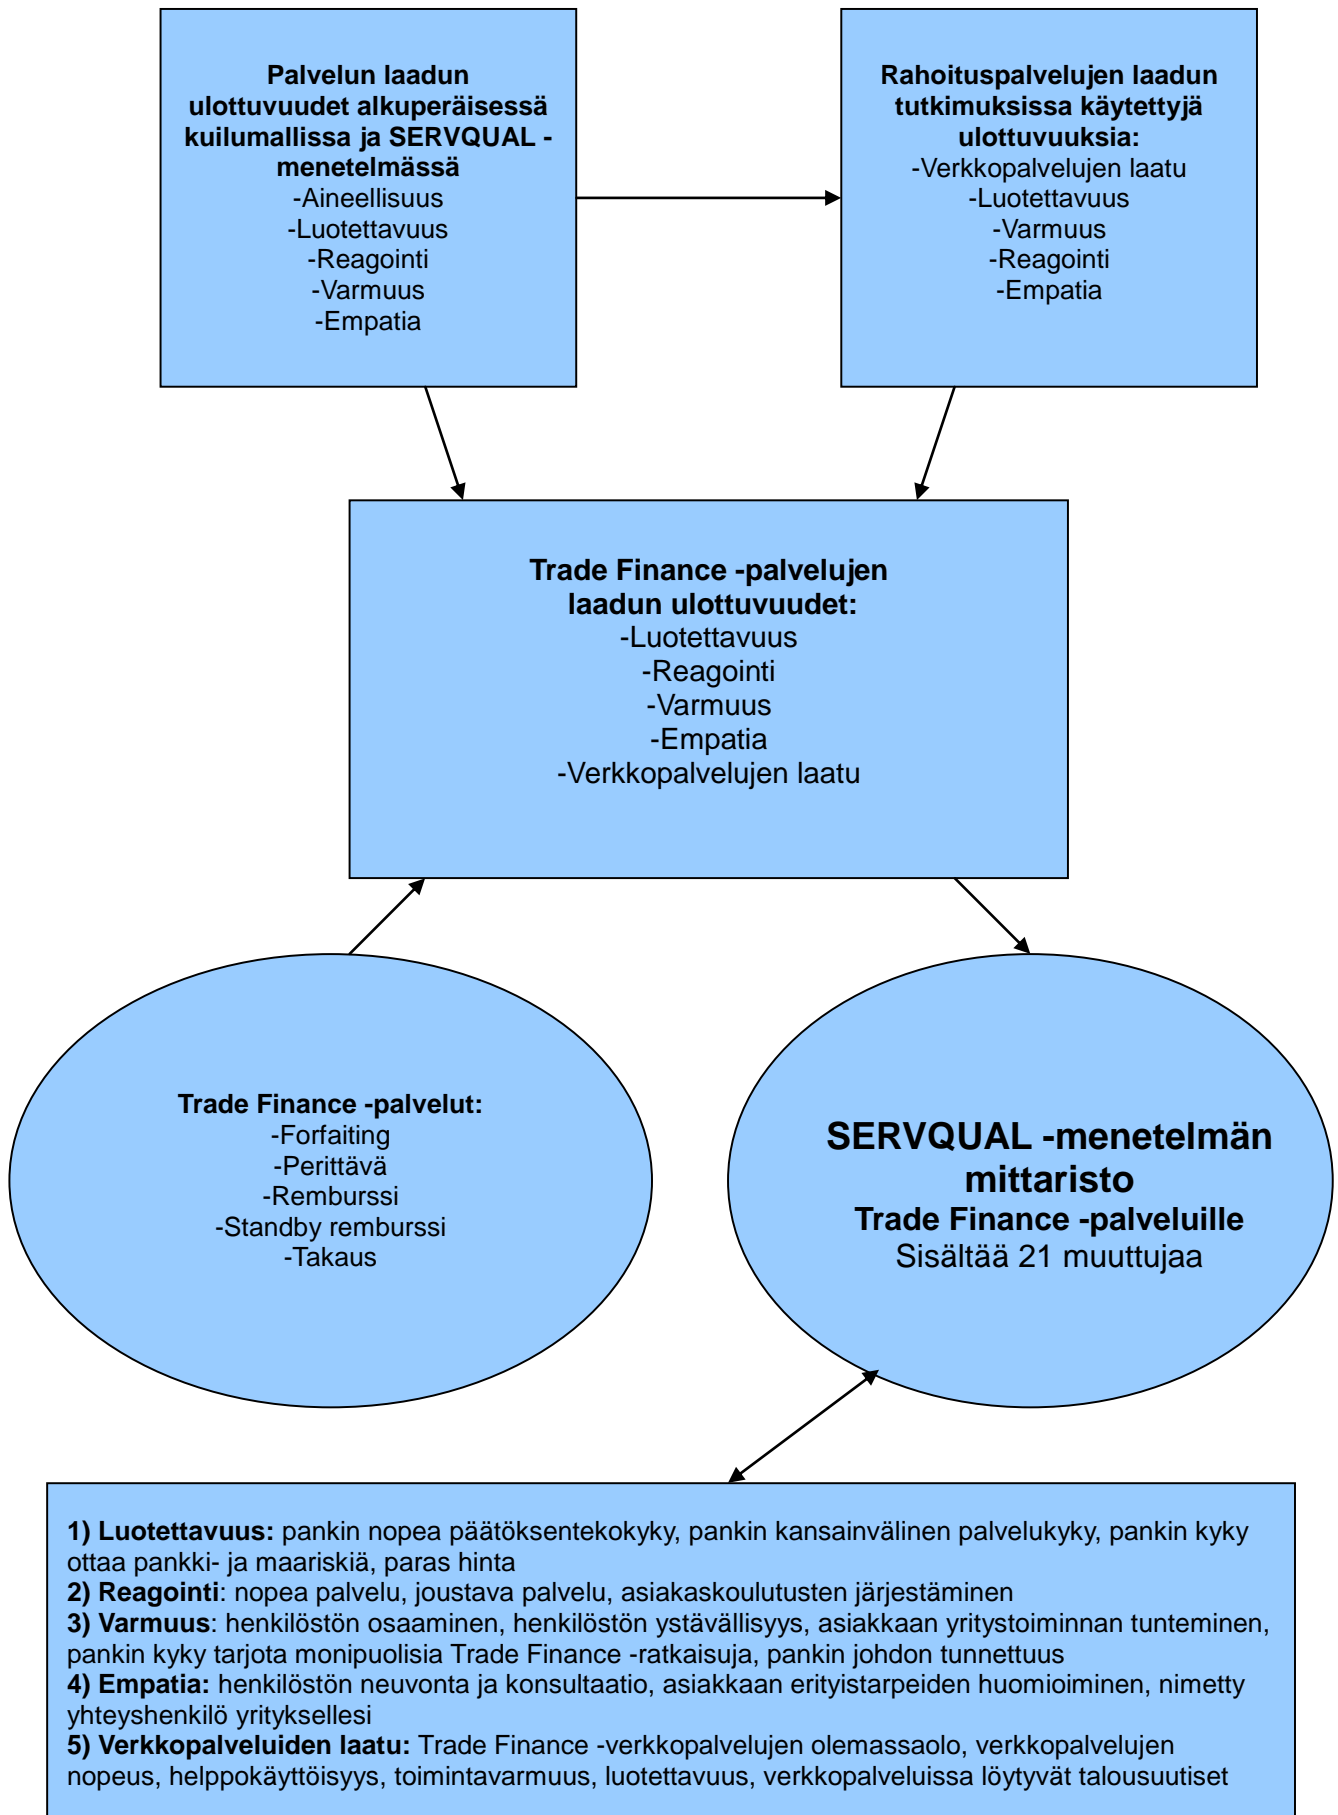 Palvelun laadun
ulottuvuudet alkuperäisessä
kuilumallissa ja SERVQUAL -
menetelmässä
-Aineellisuus
-Luotettavuus
-Reagointi
-Varmuus
-Empatia
Rahoituspalvelujen laadun
tutkimuksissa käytettyjä
ulottuvuuksia:
-Verkkopalvelujen laatu
-Luotettavuus
-Varmuus
-Reagointi
-Empatia
Trade Finance -palvelujen
laadun ulottuvuudet:
-Luotettavuus
-Reagointi
-Varmuus
-Empatia
-Verkkopalvelujen laatu
Trade Finance -palvelut:
-Forfaiting
-Perittävä
-Remburssi
-Standby remburssi
-Takaus
SERVQUAL -menetelmän
mittaristo
Trade Finance -palveluille
Sisältää 21 muuttujaa
1) Luotettavuus: pankin nopea päätöksentekokyky, pankin kansainvälinen palvelukyky, pankin kyky
ottaa pankki- ja maariskiä, paras hinta
2) Reagointi: nopea palvelu, joustava palvelu, asiakaskoulutusten järjestäminen
3) Varmuus: henkilöstön osaaminen, henkilöstön ystävällisyys, asiakkaan yritystoiminnan tunteminen,
pankin kyky tarjota monipuolisia Trade Finance -ratkaisuja, pankin johdon tunnettuus
4) Empatia: henkilöstön neuvonta ja konsultaatio, asiakkaan erityistarpeiden huomioiminen, nimetty
yhteyshenkilö yrityksellesi
5) Verkkopalveluiden laatu: Trade Finance -verkkopalvelujen olemassaolo, verkkopalvelujen
nopeus, helppokäyttöisyys, toimintavarmuus, luotettavuus, verkkopalveluissa löytyvät talousuutiset